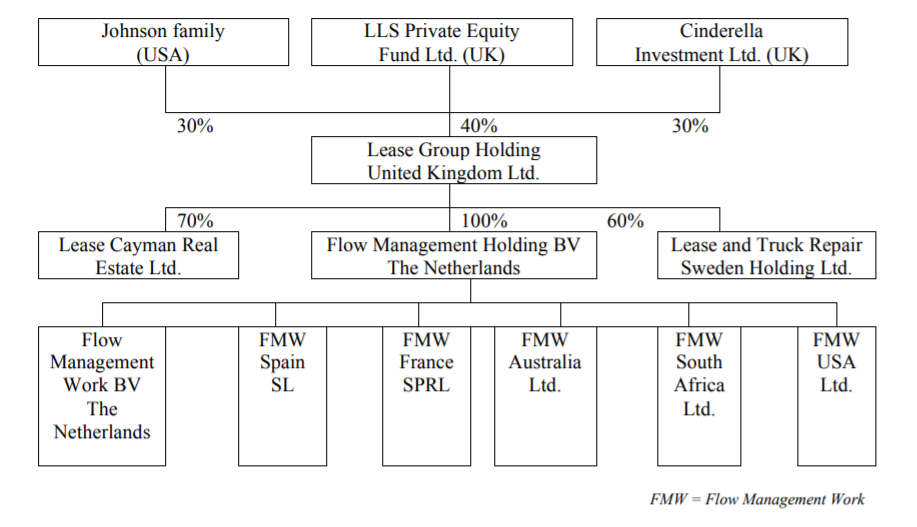 Johnson family
(USA)
LLS Private Equity
Fund Ltd. (UK)
Cinderella
Investment Ltd. (UK)
30%
40%
30%
Lease Group Holding
United Kingdom Ltd.
70%
100%
60%
Lease Cayman Real
Estate Ltd.
Flow Management Holding BV
The Netherlands
Lease and Truck Repair
Sweden Holding Ltd.
Flow
Management
Work BV
The
Netherlands
FMW
Spain
SL
FMW
France
SPRL
FMW
Australia
Ltd.
FMW
South
Africa
Ltd.
FMW
USA
Ltd.
FMW = Flow Management Work